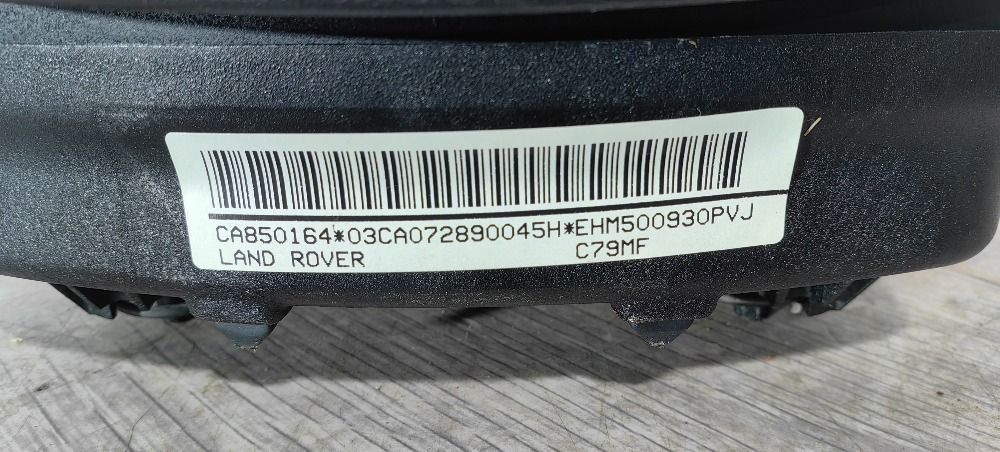 CA850164*03CA072890045H*EHM500930PVJ
LAND ROVER C79MF